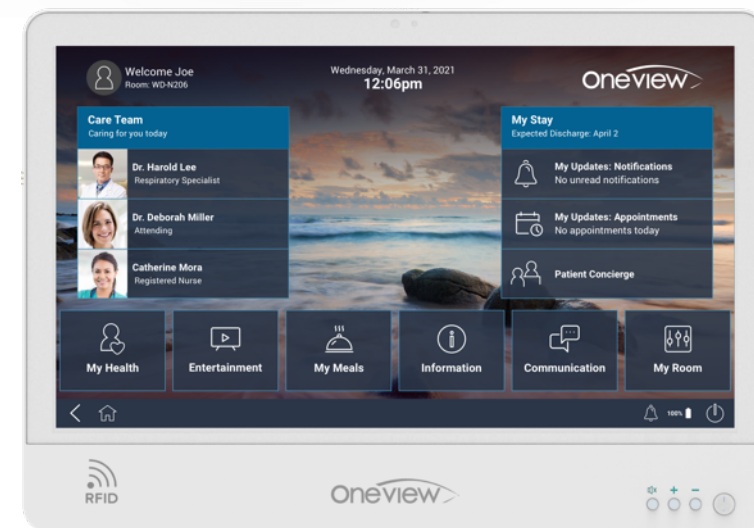 Welcome Joe
Room: WD-N206
Wednesday, March 31, 2021
12:06pm
Oneview
Care Team
Caring for you today
Dr. Harold Lee
Respiratory Specialist
Dr. Deborah Miller
Attending
Catherine Mora
Registered Nurse
My Stay
Expected Discharge: April 2
My Updates: Notifications
No unread notifications
My Updates: Appointments
No appointments today
Patient Concierge
My Health
Entertainment
My Meals
Information
Communication
My Room
100%
RFID
Oneview
+ −